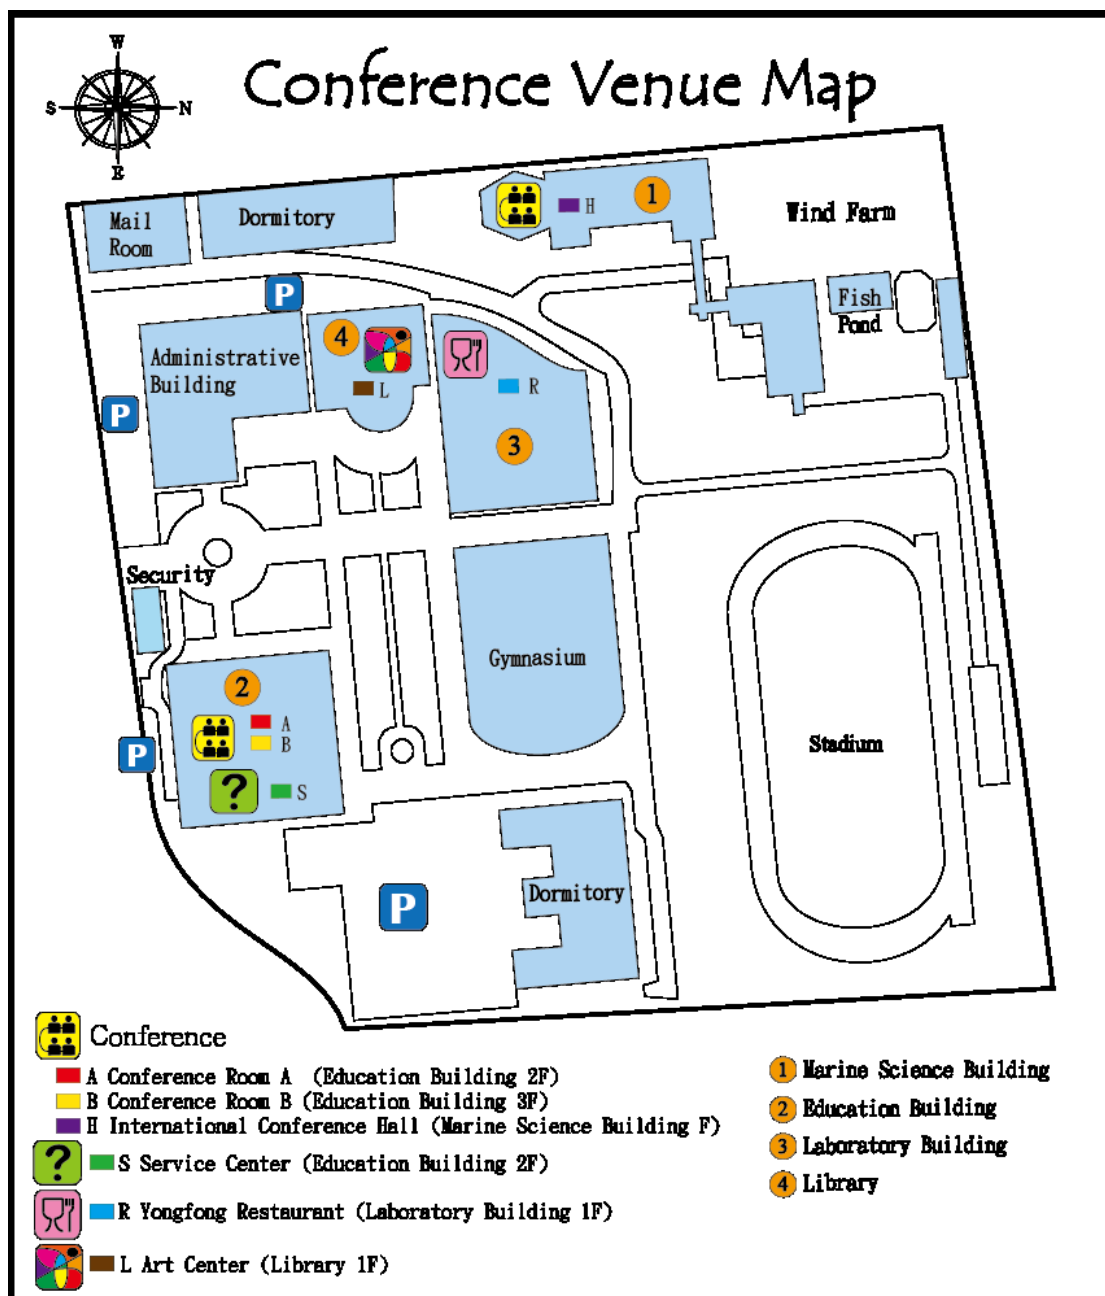 W
S N
E
Conference Venue Map
Mail
Room
Dormitory
H
1
Wind Farm
P
Fish
Pond
4
Administrative
Building
L
R
P
3
Security
Gymnasium
2
A
B
P
?
S
Stadium
P
Dormitory
Conference
A Conference Room A (Education Building 2F)
B Conference Room B (Education Building 3F)
H International Conference Hall (Marine Science Building F)
? S Service Center (Education Building 2F)
R Yongfong Restaurant (Laboratory Building 1F)
L Art Center (Library 1F)
1 Marine Science Building
2 Education Building
3 Laboratory Building
4 Library